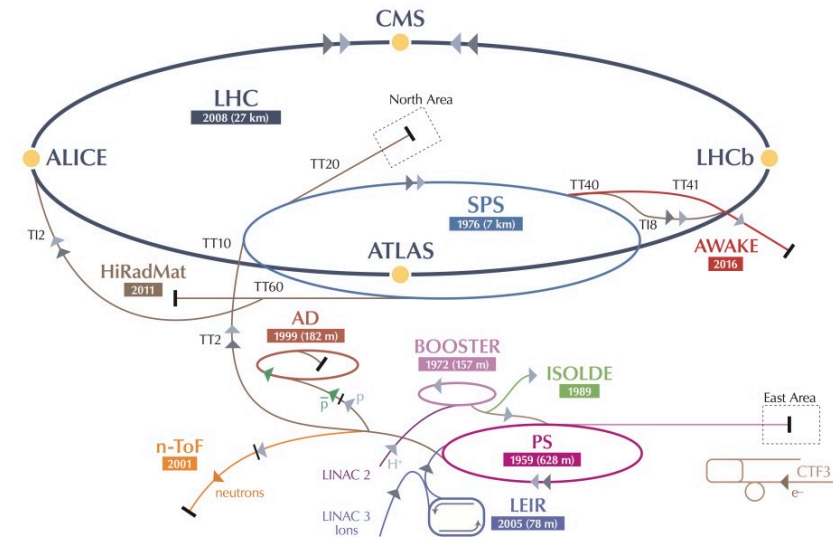 CMS
LHC
2008 (27 km)
North Area
ALICE
LHCb
TT20
TT40
TT41
SPS
1976 (7 km)
TI8
TI2
TT10
ATLAS
AWAKE
2016
HiRadMat
2011
TT60
AD
1999 (182 m)
TT2
BOOSTER
1972 (157 m)
ISOLDE
1989
p̅
p
East Area
n-ToF
2001
PS
1959 (628 m)
H⁺
LINAC 2
neutrons
CTF3
e–
LEIR
2005 (78 m)
LINAC 3
Ions